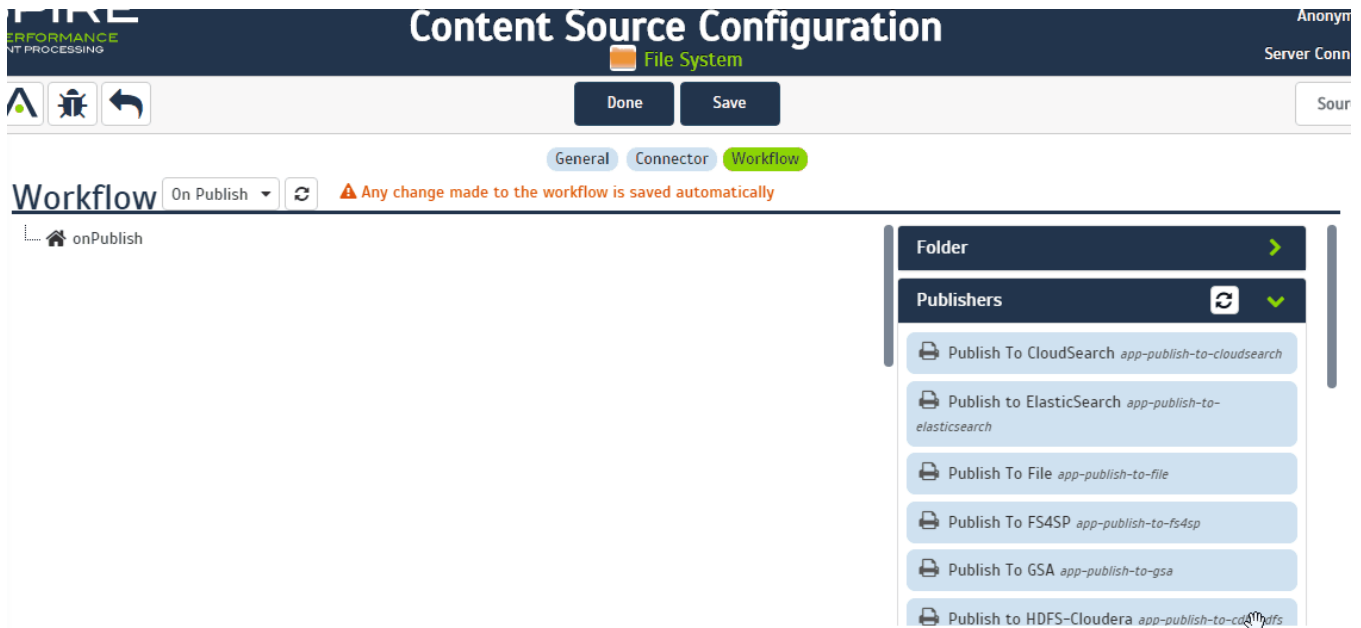 Content Source Configuration
ERFORMANCE
NT PROCESSING
File System
Anonym
Server Conn
Done
Save
Sour
General
Connector
Workflow
Workflow
On Publish
Any change made to the workflow is saved automatically
onPublish
Folder
Publishers
Publish To CloudSearch app-publish-to-cloudsearch
Publish to ElasticSearch app-publish-to-
elasticsearch
Publish To File app-publish-to-file
Publish To FS4SP app-publish-to-fs4sp
Publish To GSA app-publish-to-gsa
Publish to HDFS-Cloudera